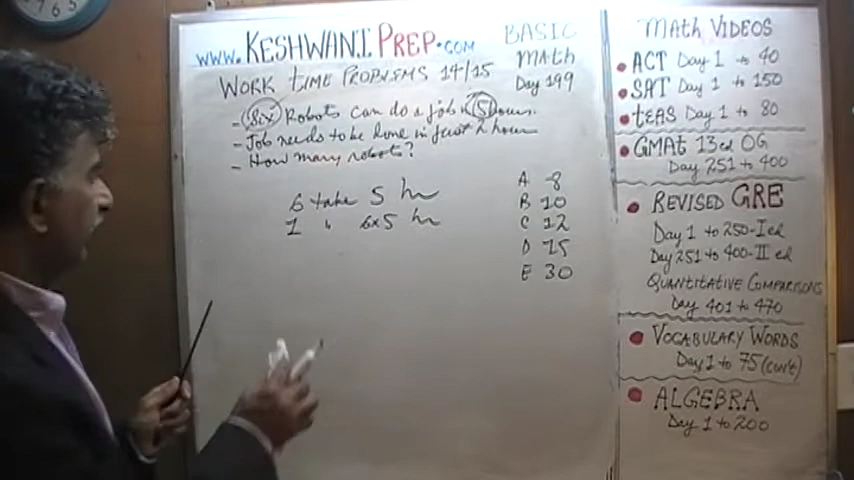 www.KESHWANI PREP.com
WORK TIME PROBLEMS 14/15
BASIC
MATH
Day 199
- Six Robots can do a job 5 hours.
- Job needs to be done in just 2 hour
- How many robots?
6 take 5 hr
1 " 6x5 hr
A 8
B 10
C 12
D 15
E 30
Math VIDEOS
ACT Day 1 to 40
SAT Day 1 to 150
tEAS Day 1 to 80
GMAt 13ed OG
Day 251 to 400
REVISED GRE
Day 1 to 250-I ed
Day 251 to 400-II ed
QUANTITATIVE COMPARISONS
Day 401 to 470
VOCABULARY WORDS
Day 1 to 75 (con't)
ALGEBRA
Day 1 to 200
7 6 5